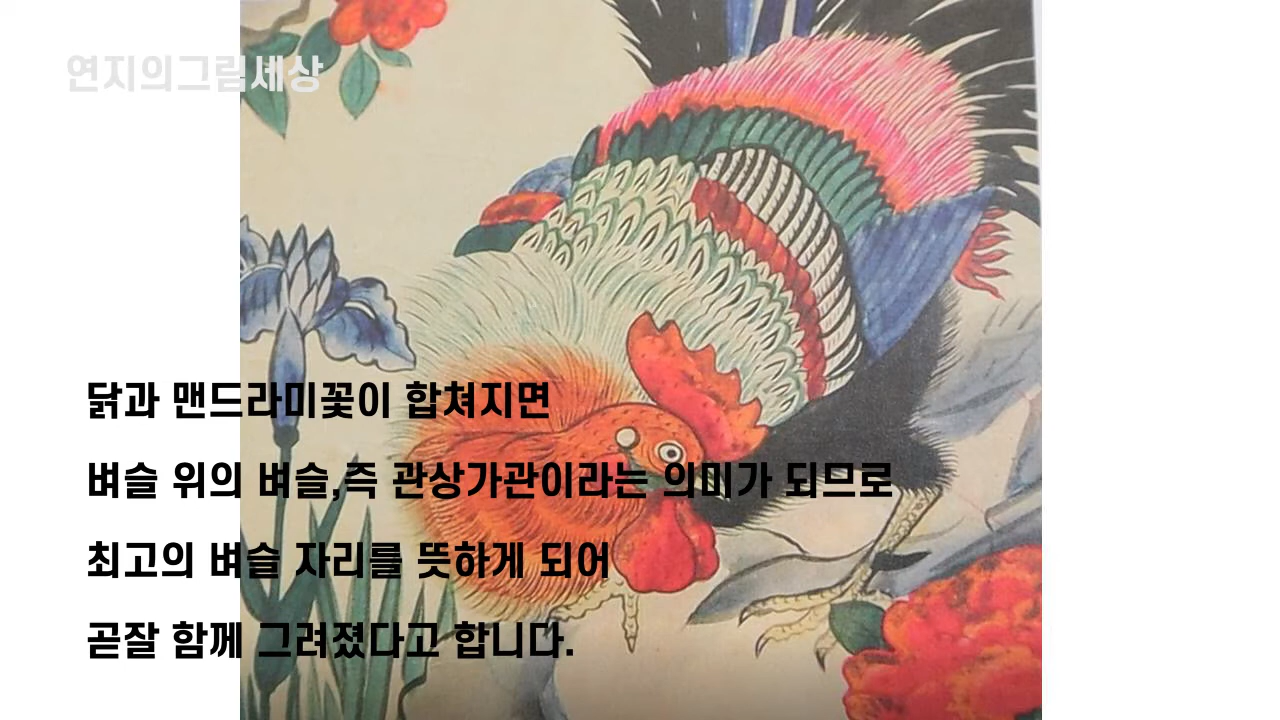 연지의그림세상
닭과 맨드라미꽃이 합쳐지면
벼슬 위의 벼슬,즉 관상가관이라는 의미가 되므로
최고의 벼슬 자리를 뜻하게 되어
곧잘 함께 그려졌다고 합니다.